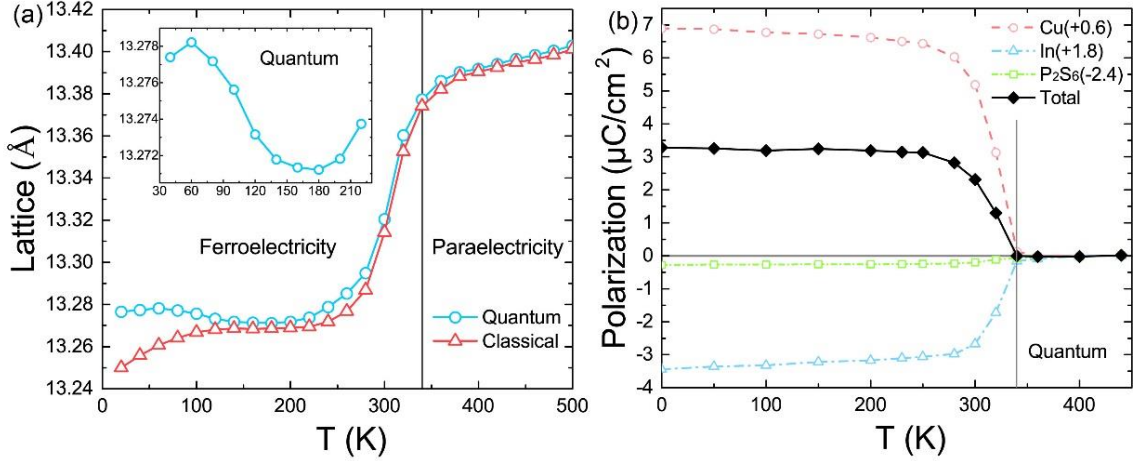 (a)
Lattice (Å)
13.42
13.40
13.38
13.36
13.34
13.32
13.30
13.28
13.26
13.24
0 100 200 300 400 500
T (K)
13.278
13.276
13.274
13.272
30 60 90 120 150 180 210
Quantum
Ferroelectricity
Paraelectricity
Quantum
Classical
(b)
Polarization (µC/cm²)
7
6
5
4
3
2
1
0
-1
-2
-3
-4
0 100 200 300 400
T (K)
Cu(+0.6)
In(+1.8)
P₂S₆(-2.4)
Total
Quantum